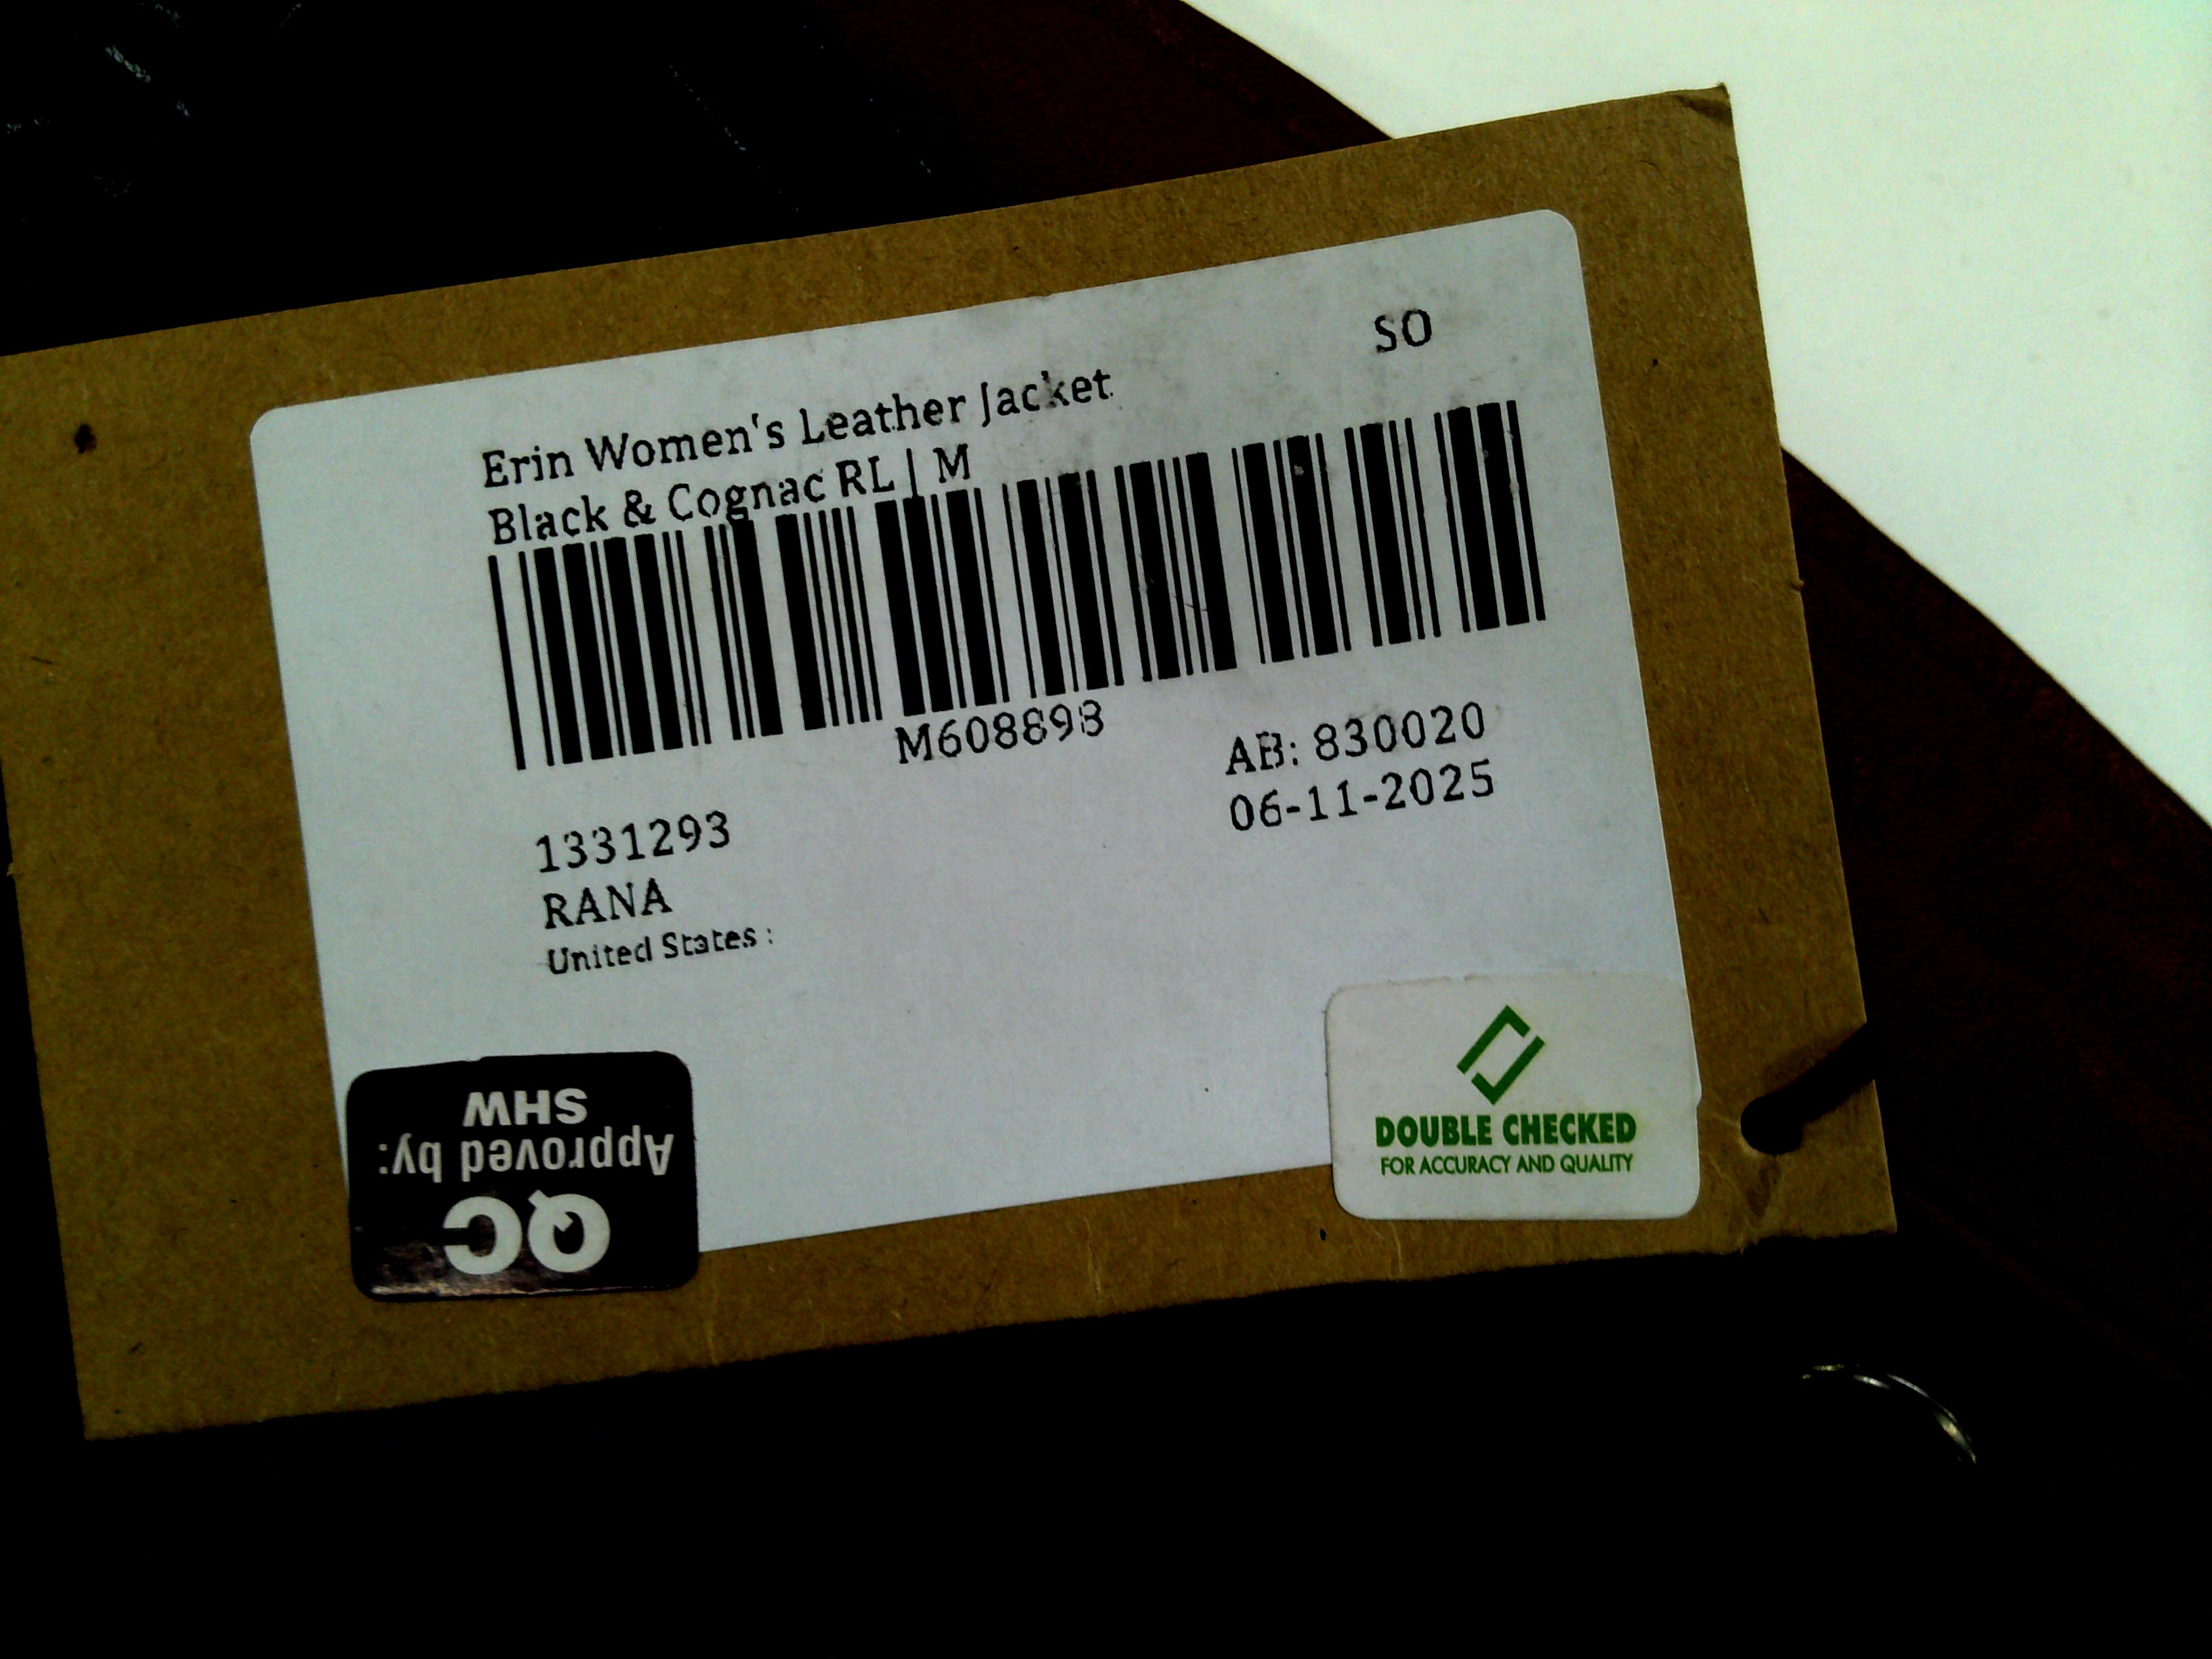 SO
Erin Women's Leather Jacket
Black & Cognac RL | M
M608893
AB: 830020
06-11-2025
1331293
RANA
United States :
QC
Approved by:
SHW
DOUBLE CHECKED
FOR ACCURACY AND QUALITY